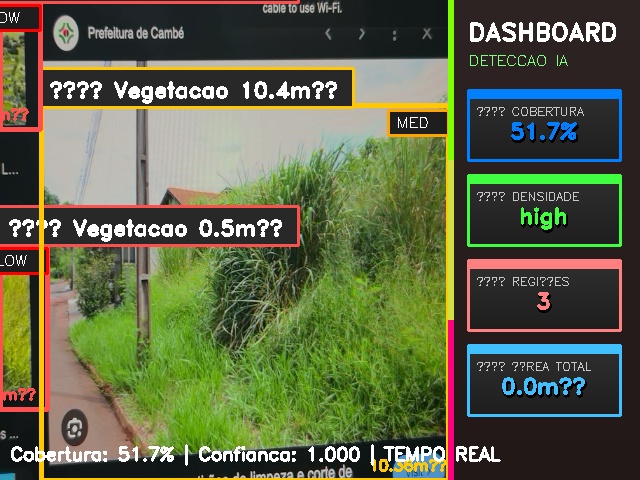 cable to use Wi-Fi.
OW
Prefeitura de Cambé
???? Vegetacao 10.4m??
MED
m??
L...
???? Vegetacao 0.5m??
LOW
m??
s ...
10.36m??
Cobertura: 51.7% | Confianca: 1.000 | TEMPO REAL
de limpeza e corte de
DASHBOARD
DETECCAO IA
???? COBERTURA
51.7%
???? DENSIDADE
high
???? REGI??ES
3
???? ??REA TOTAL
0.0m??